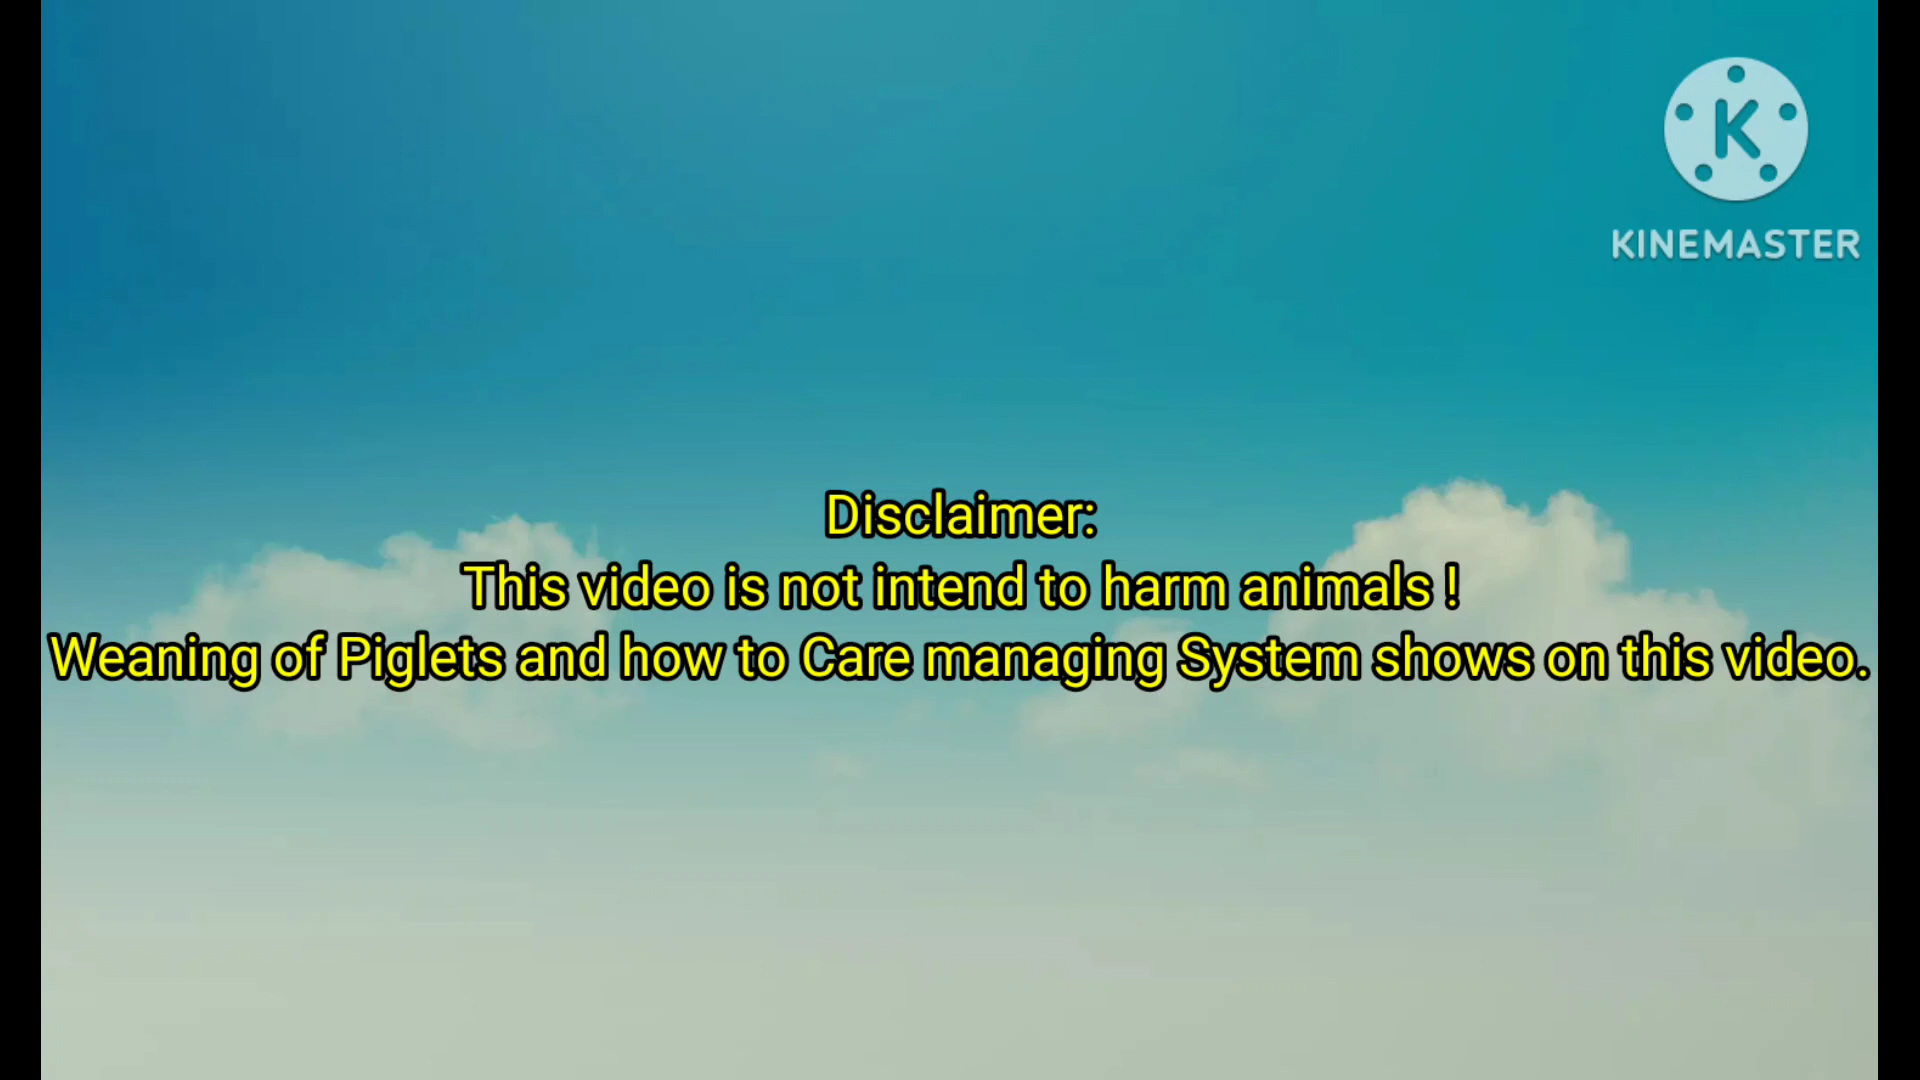 K
KINEMASTER
Disclaimer:
This video is not intend to harm animals !
Weaning of Piglets and how to Care managing System shows on this video.